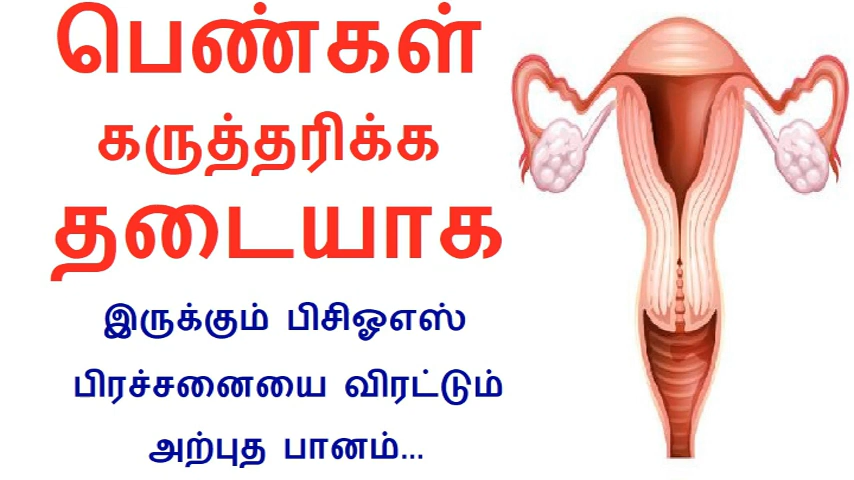 பெண்கள்
கருத்தரிக்க
தடையாக
இருக்கும் பிசிஓஎஸ்
பிரச்சனையை விரட்டும்
அற்புத பானம்...